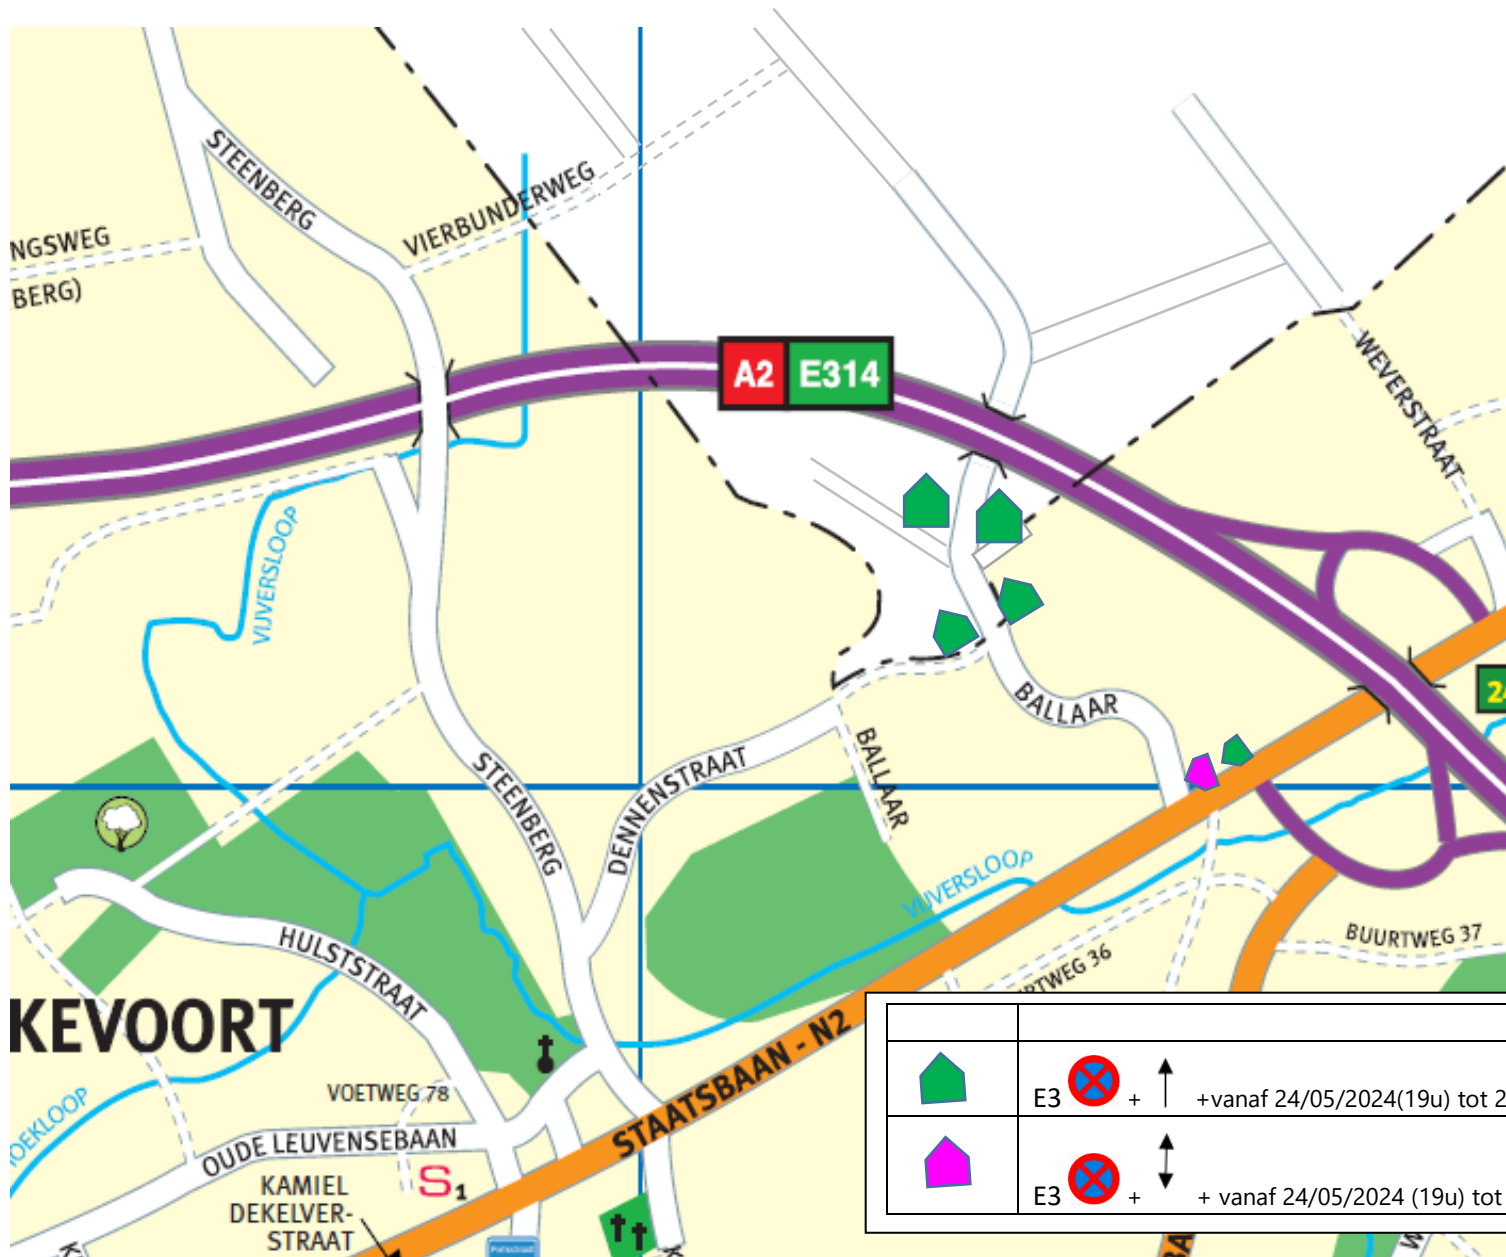 STEENBERG
VIERBUNDERWEG
NGSWEG
BERG)
A2 E314
WEVERSTRAAT
VIJVERSLOOP
BALLAAR
BALLAAR
24
STEENBERG
DENNENSTRAAT
VIJVERSLOOP
HULSTSTRAAT
BUURTWEG 37
RTWEG 36
KEVOORT
STAATSBAAN - N2
VOETWEG 78
OEKLOOP
OUDE LEUVENSEBAAN
S1
KAMIEL
DEKELVER-
STRAAT
E3 + +vanaf 24/05/2024(19u) tot 2
E3 + + vanaf 24/05/2024 (19u) tot